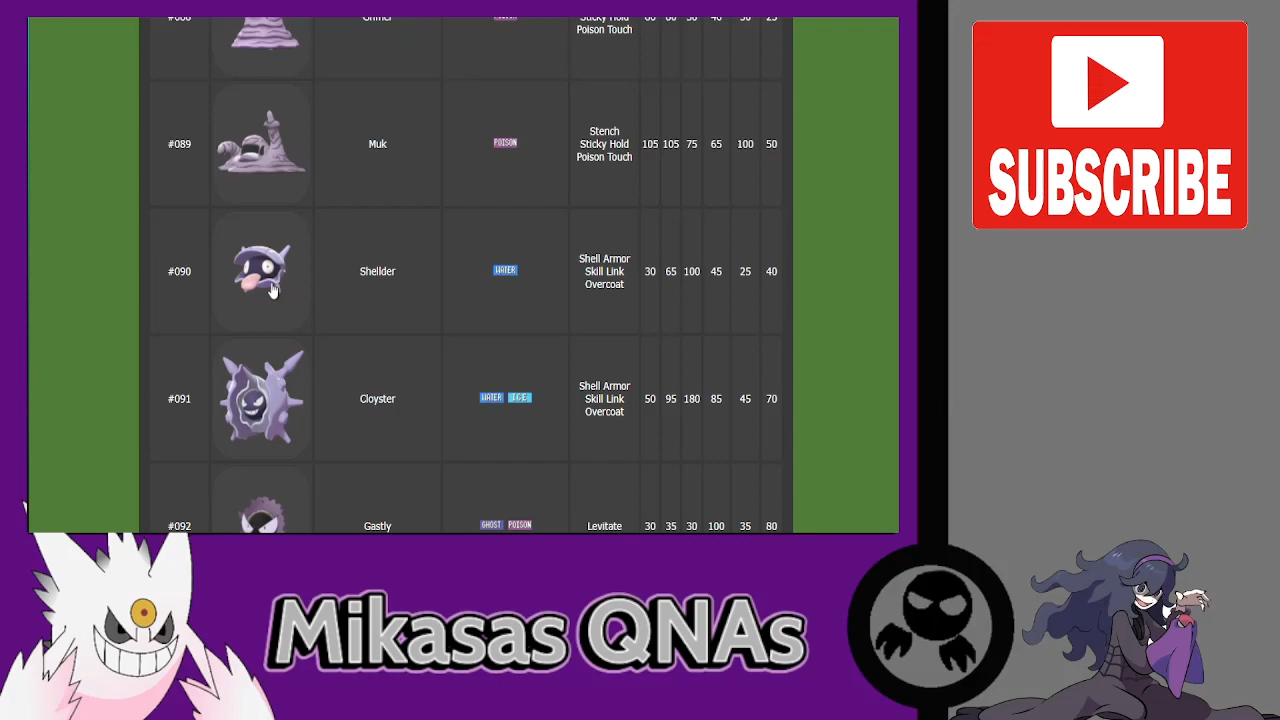 Sticky Hold
Poison Touch
#089 Muk POISON Stench 105 105 75 65 100 50
Sticky Hold
Poison Touch
#090 Shellder WATER Shell Armor 30 65 100 45 25 40
Skill Link
Overcoat
#091 Cloyster WATER ICE Shell Armor 50 95 180 85 45 70
Skill Link
Overcoat
#092 Gastly GHOST POISON Levitate 30 35 30 100 35 80
SUBSCRIBE
Mikasas QNAs